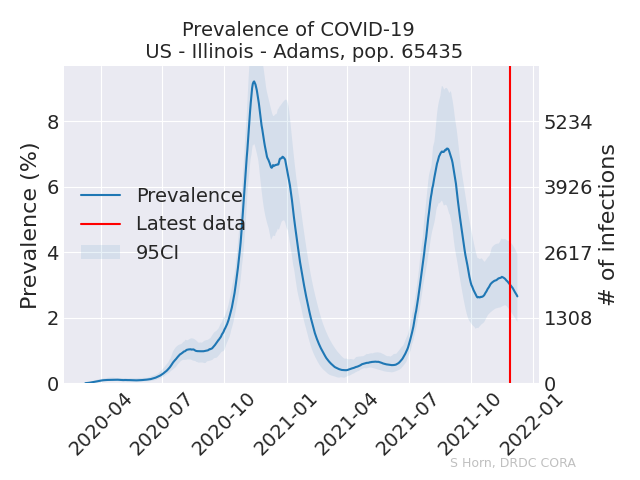 Prevalence of COVID-19
US - Illinois - Adams, pop. 65435
Prevalence (%)
8
6
4
2
0
Prevalence
Latest data
95CI
5234
3926
2617
1308
0
# of infections
2020-04
2020-07
2020-10
2021-01
2021-04
2021-07
2021-10
2022-01
S Horn, DRDC CORA